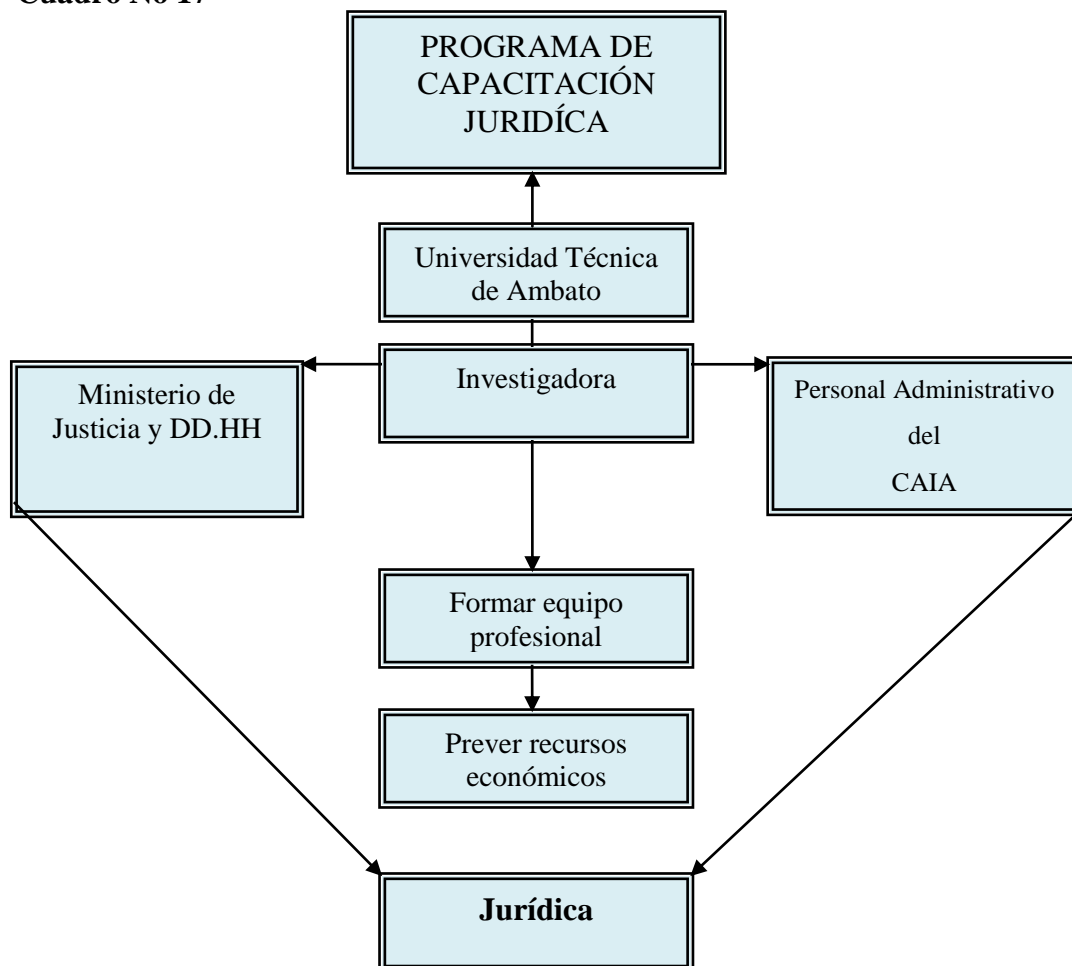 Cuadro No 17
PROGRAMA DE
CAPACITACIÓN
JURIDÍCA
Universidad Técnica
de Ambato
Investigadora
Ministerio de
Justicia y DD.HH
Personal Administrativo
del
CAIA
Formar equipo
profesional
Prever recursos
económicos
Jurídica